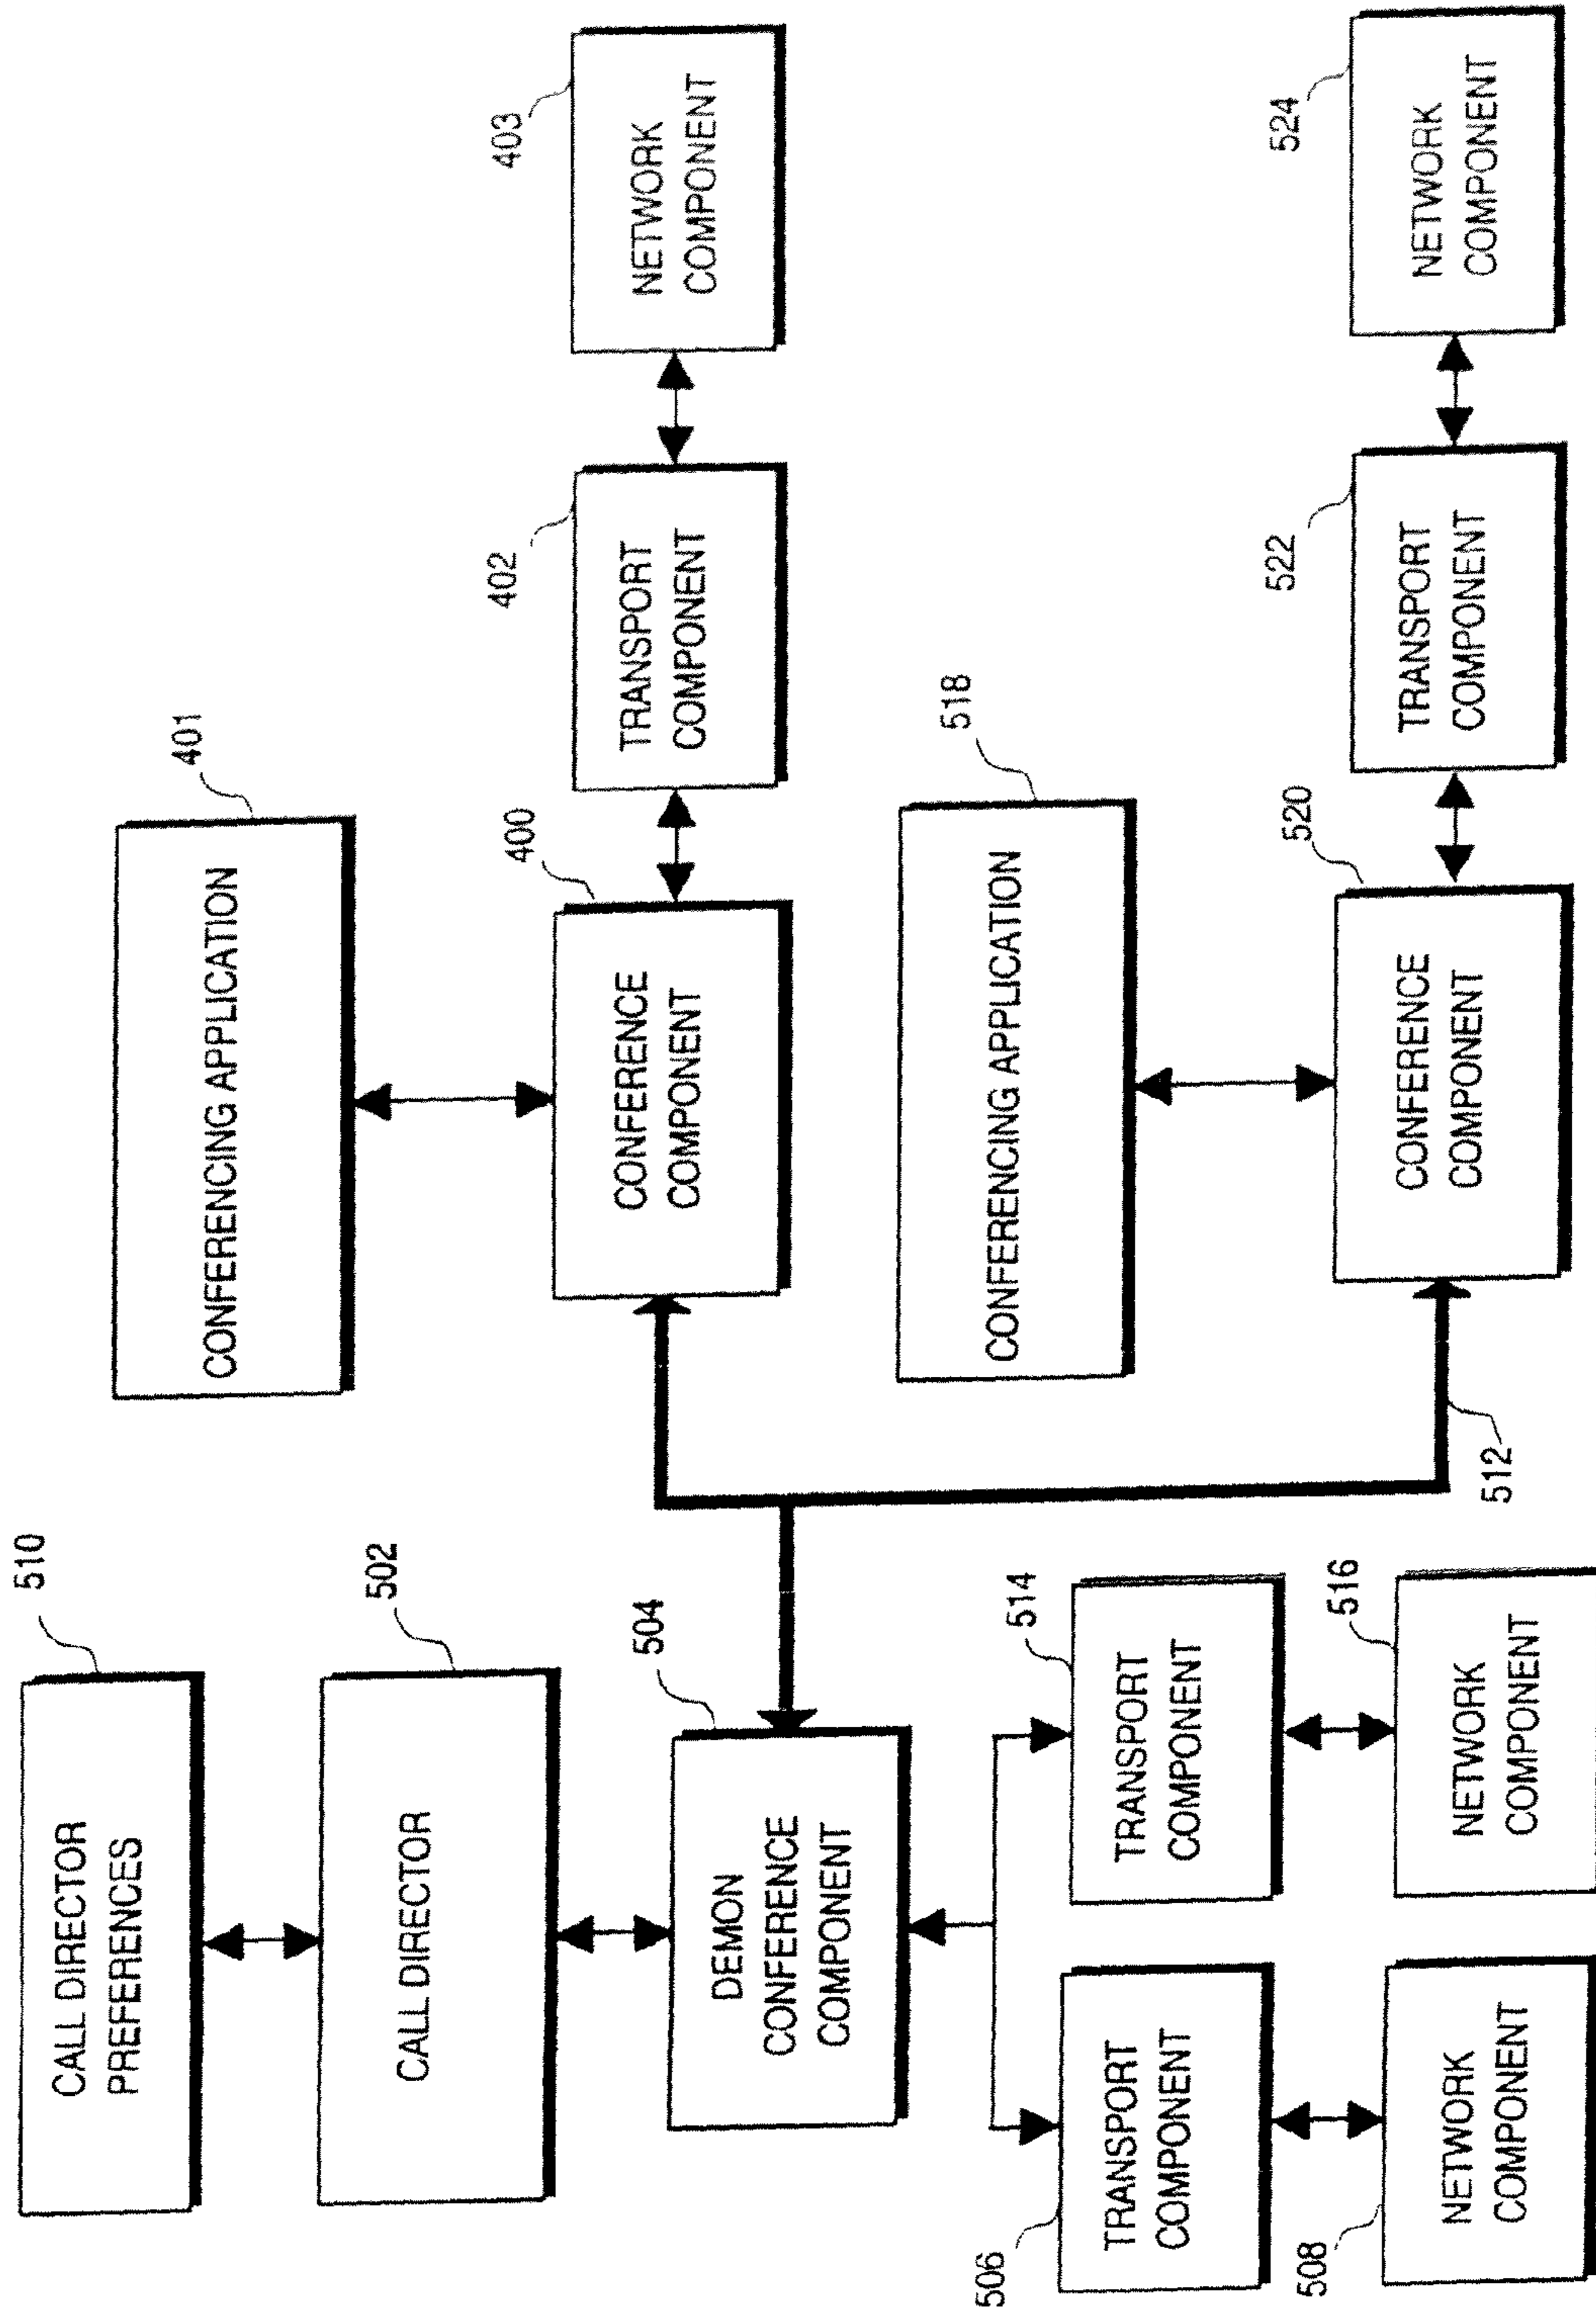 510
CALL DIRECTOR
PREFERENCES
502
CALL DIRECTOR
504
DEMON
CONFERENCE
COMPONENT
506
TRANSPORT
COMPONENT
514
TRANSPORT
COMPONENT
508
NETWORK
COMPONENT
516
NETWORK
COMPONENT
512
401
CONFERENCING APPLICATION
400
CONFERENCE
COMPONENT
402
TRANSPORT
COMPONENT
403
NETWORK
COMPONENT
518
CONFERENCING APPLICATION
520
CONFERENCE
COMPONENT
522
TRANSPORT
COMPONENT
524
NETWORK
COMPONENT